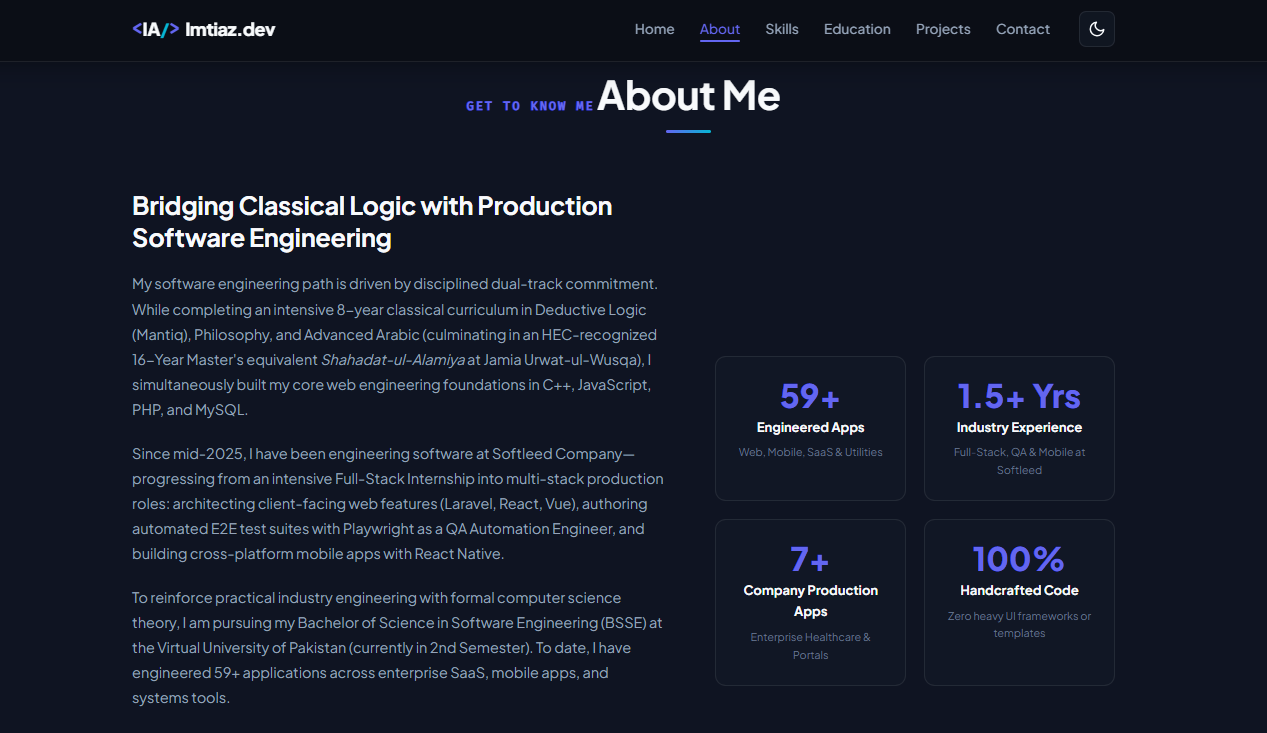 <IA/> Imtiaz.dev
Home About Skills Education Projects Contact
GET TO KNOW ME About Me
Bridging Classical Logic with Production
Software Engineering
My software engineering path is driven by disciplined dual-track commitment.
While completing an intensive 8-year classical curriculum in Deductive Logic
(Mantiq), Philosophy, and Advanced Arabic (culminating in an HEC-recognized
16-Year Master's equivalent Shahadat-ul-Alamiya at Jamia Urwat-ul-Wusqa), I
simultaneously built my core web engineering foundations in C++, JavaScript,
PHP, and MySQL.
Since mid-2025, I have been engineering software at Softleed Company—
progressing from an intensive Full-Stack Internship into multi-stack production
roles: architecting client-facing web features (Laravel, React, Vue), authoring
automated E2E test suites with Playwright as a QA Automation Engineer, and
building cross-platform mobile apps with React Native.
To reinforce practical industry engineering with formal computer science
theory, I am pursuing my Bachelor of Science in Software Engineering (BSSE) at
the Virtual University of Pakistan (currently in 2nd Semester). To date, I have
engineered 59+ applications across enterprise SaaS, mobile apps, and
systems tools.
59+
Engineered Apps
Web, Mobile, SaaS & Utilities
1.5+ Yrs
Industry Experience
Full-Stack, QA & Mobile at
Softleed
7+
Company Production
Apps
Enterprise Healthcare &
Portals
100%
Handcrafted Code
Zero heavy UI frameworks or
templates